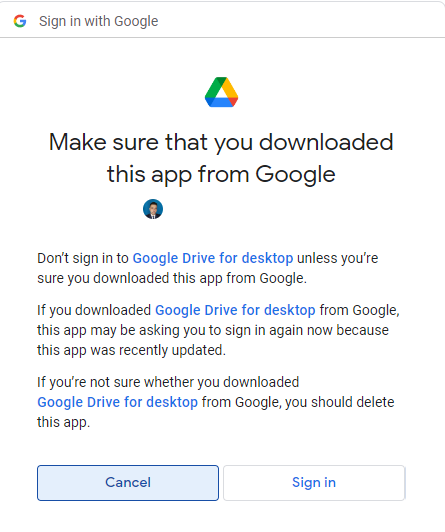 Sign in with Google
Make sure that you downloaded
this app from Google
Don’t sign in to Google Drive for desktop unless you’re
sure you downloaded this app from Google.
If you downloaded Google Drive for desktop from Google,
this app may be asking you to sign in again now because
this app was recently updated.
If you’re not sure whether you downloaded
Google Drive for desktop from Google, you should delete
this app.
Cancel
Sign in